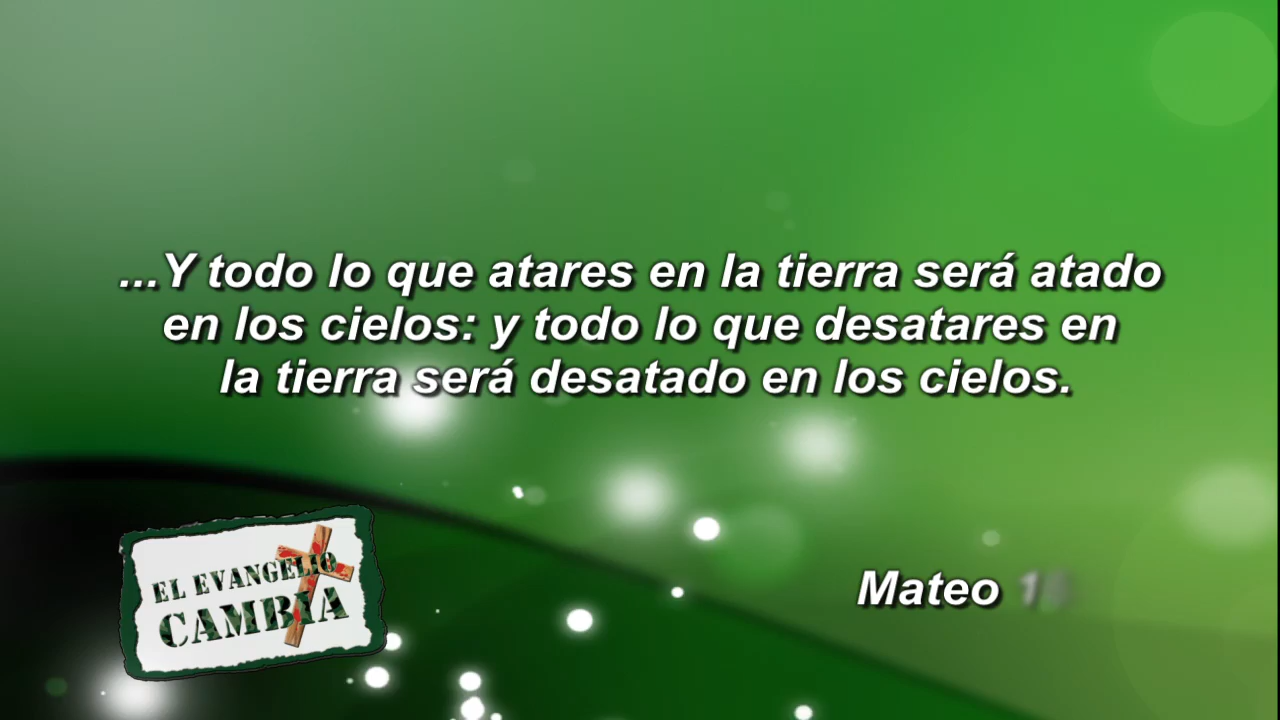 ...Y todo lo que atares en la tierra será atado
en los cielos: y todo lo que desatares en
la tierra será desatado en los cielos.
Mateo
EL EVANGELIO
CAMBIA